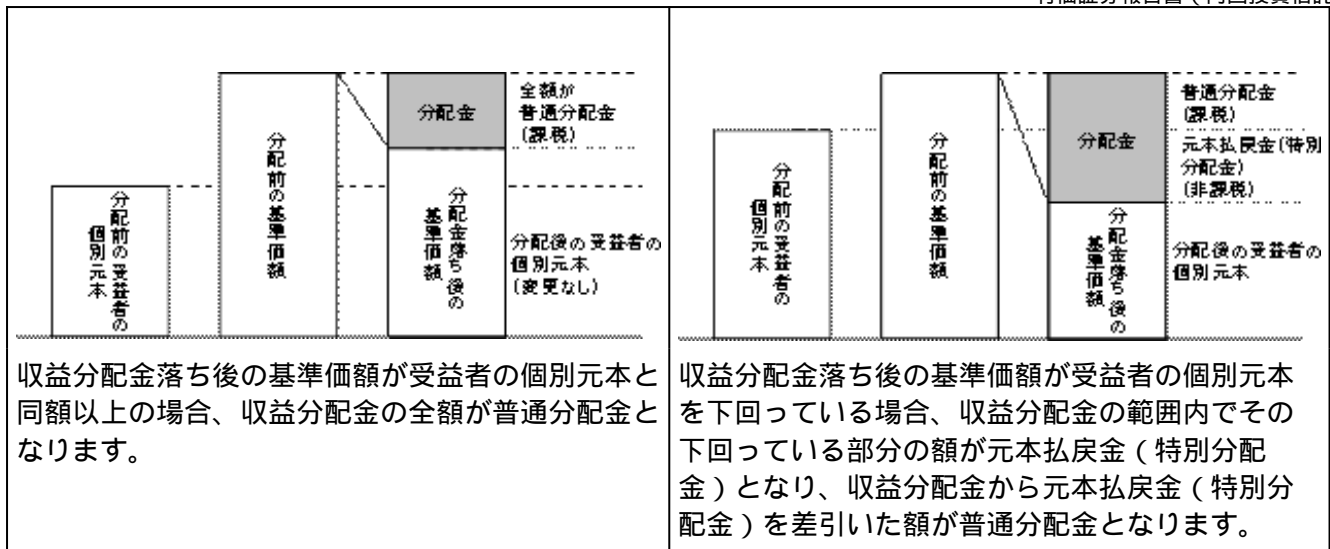 分配前の受益者の
個別元本
分配前の基準価額
分配金
分配金落ち後の
基準価額
全額が
普通分配金
(課税)
分配後の受益者の
個別元本
(変更なし)
収益分配金落ち後の基準価額が受益者の個別元本と
同額以上の場合、収益分配金の全額が普通分配金と
なります。
分配前の受益者の
個別元本
分配前の基準価額
分配金
分配金落ち後の
基準価額
普通分配金
(課税)
元本払戻金(特別
分配金)
(非課税)
分配後の受益者の
個別元本
収益分配金落ち後の基準価額が受益者の個別元本
を下回っている場合、収益分配金の範囲内でその
下回っている部分の額が元本払戻金(特別分配
金)となり、収益分配金から元本払戻金(特別分
配金)を差引いた額が普通分配金となります。